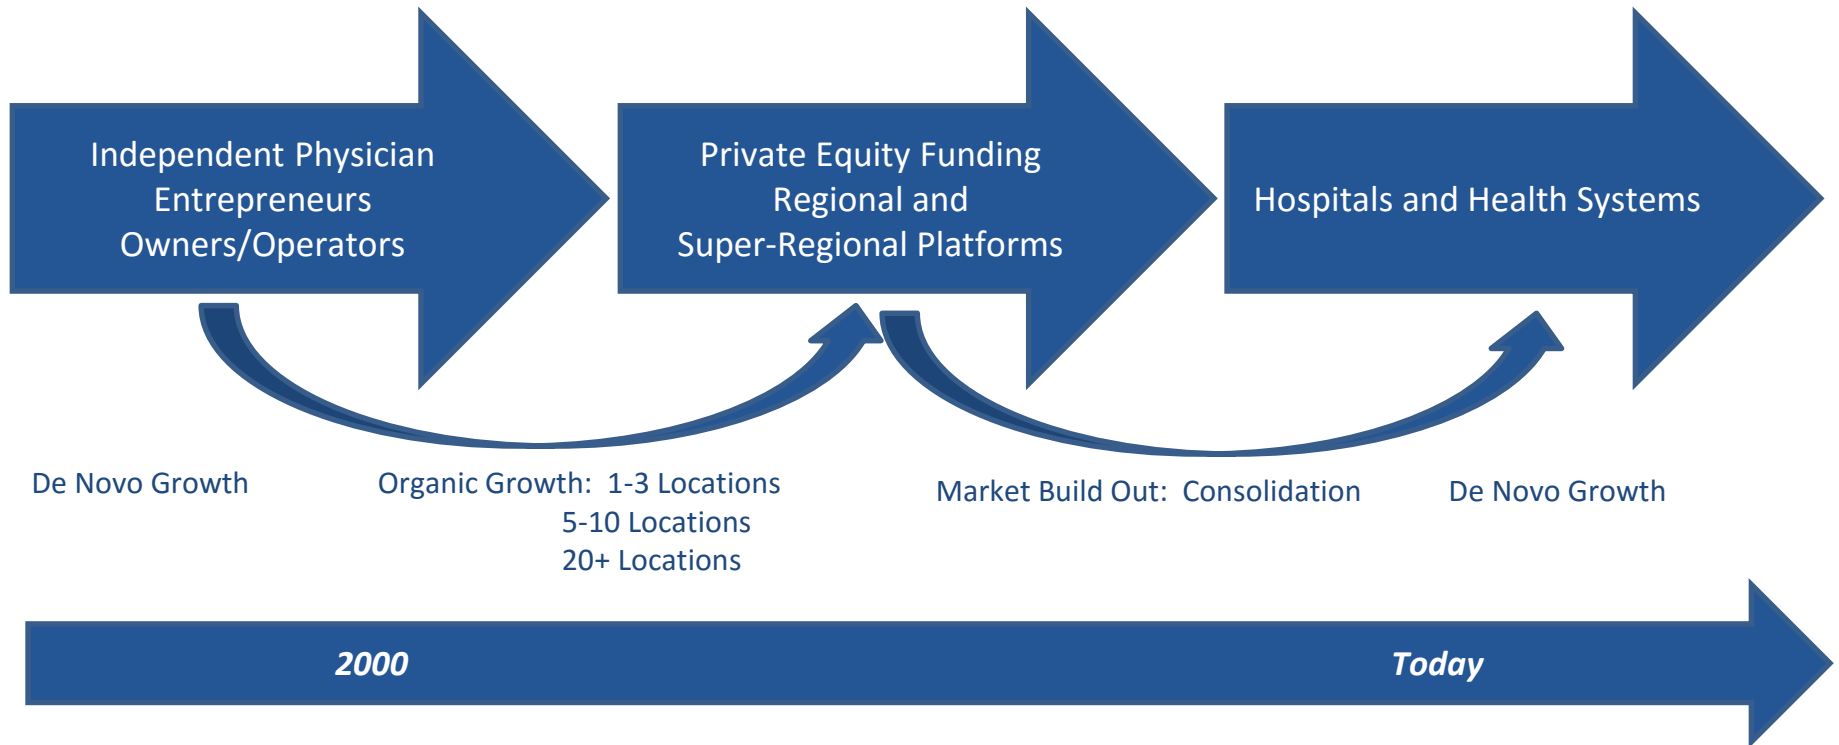 Independent Physician
Entrepreneurs
Owners/Operators
Private Equity Funding
Regional and
Super-Regional Platforms
Hospitals and Health Systems
De Novo Growth
Organic Growth:  1-3 Locations
5-10 Locations
20+ Locations
Market Build Out:  Consolidation
De Novo Growth
2000
Today